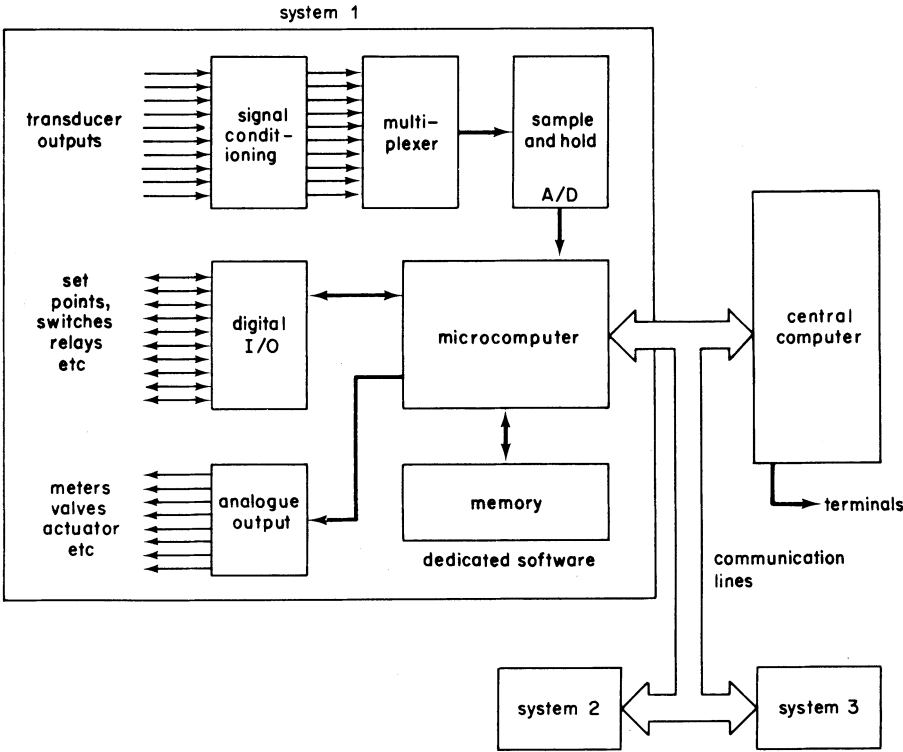 system 1
transducer
outputs
signal
condit-
ioning
multi-
plexer
sample
and hold
A/D
set
points,
switches
relays
etc
digital
I/O
microcomputer
central
computer
meters
valves
actuator
etc
analogue
output
memory
dedicated software
terminals
communication
lines
system 2
system 3